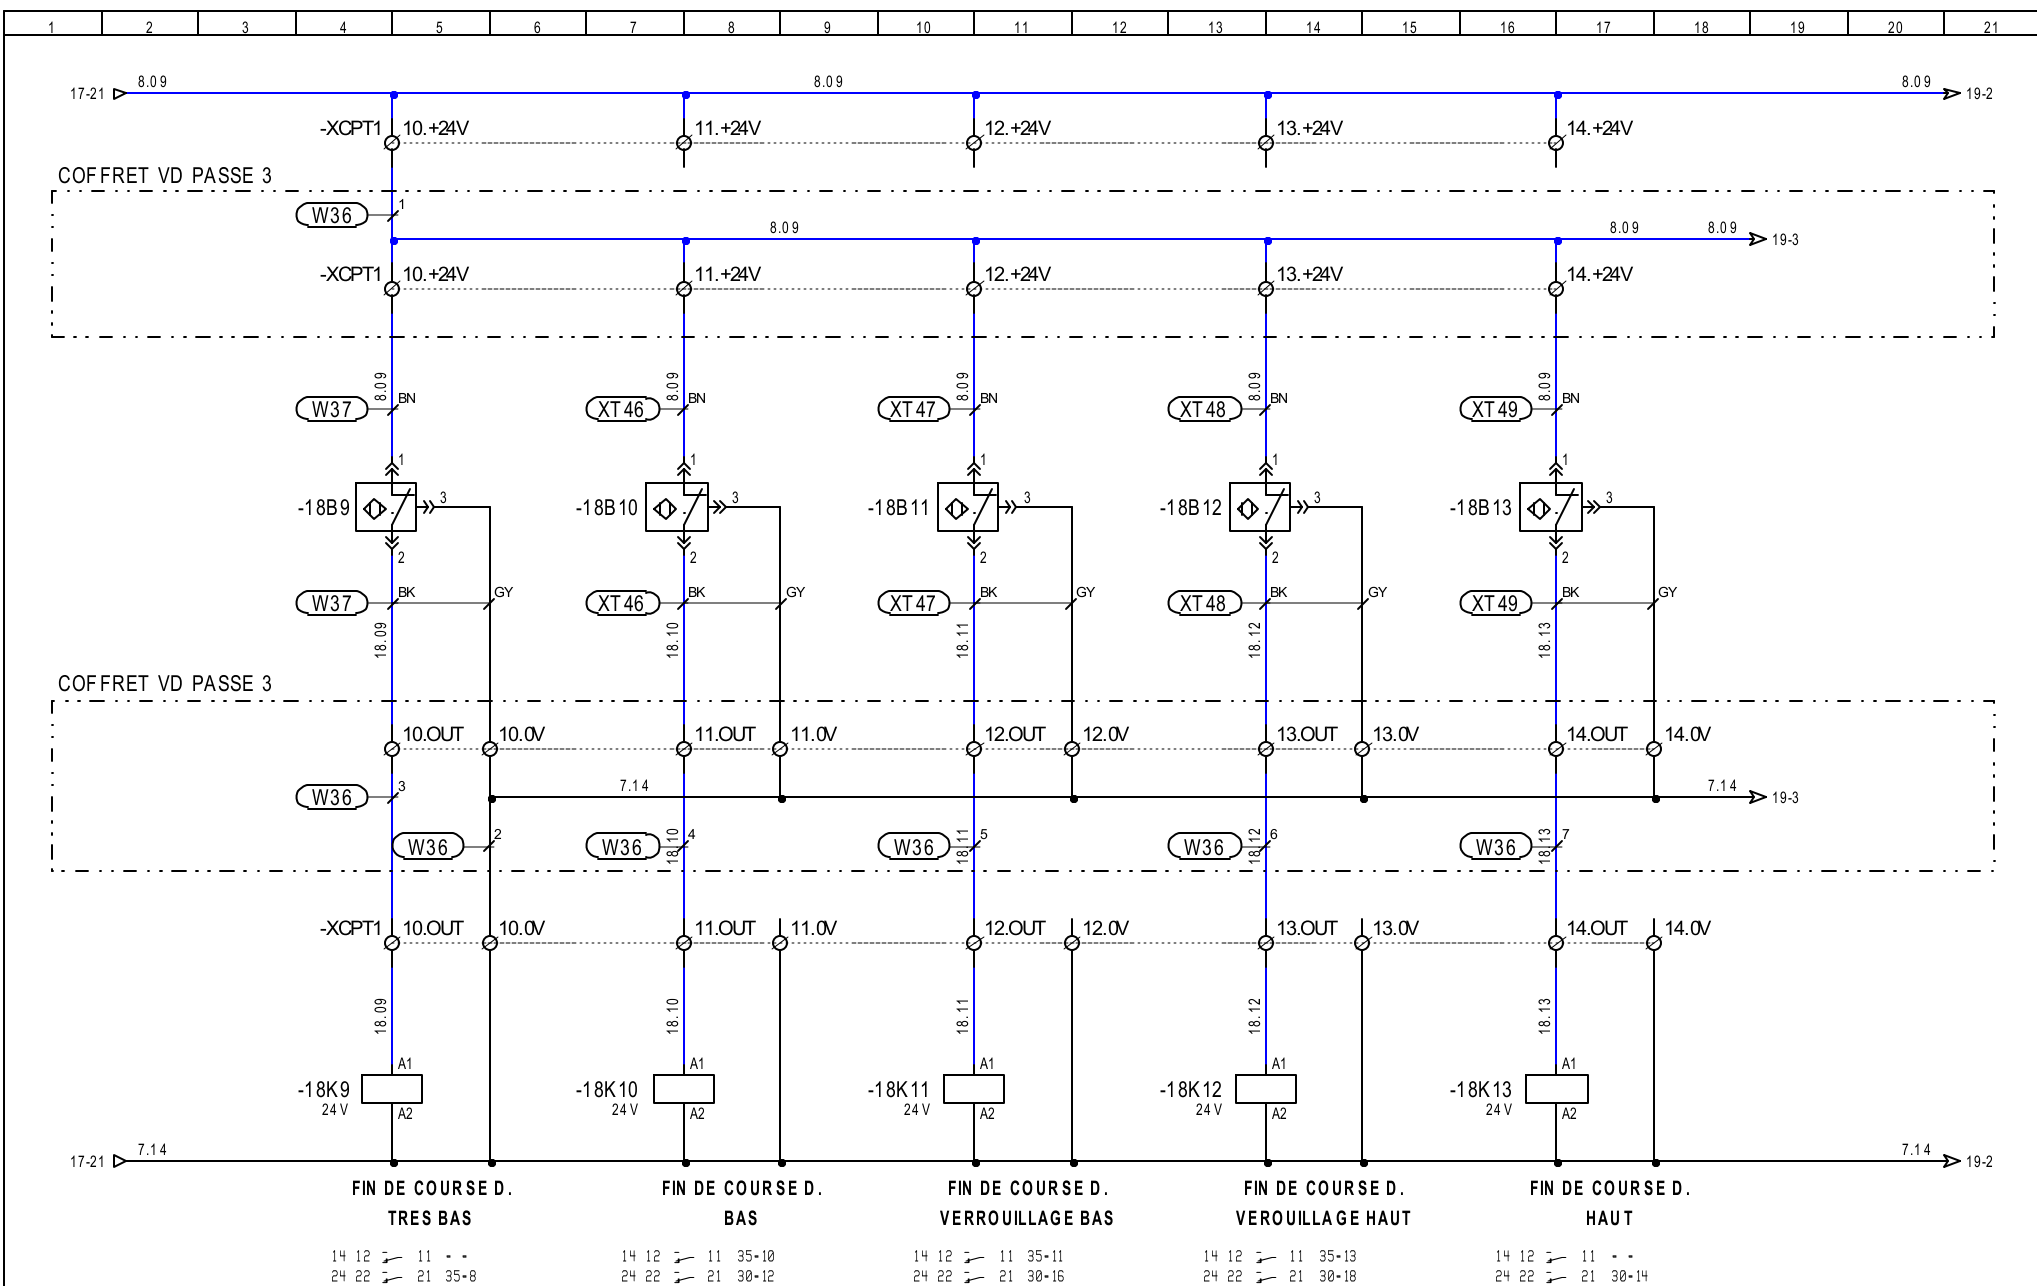 1 2 3 4 5 6 7 8 9 10 11 12 13 14 15 16 17 18 19 20 21
17-21 8.09 8.09 8.09 19-2
-XCPT1 10.+24V 11.+24V 12.+24V 13.+24V 14.+24V
COFFRET VD PASSE 3
W36 1
8.09 8.09 8.09 19-3
-XCPT1 10.+24V 11.+24V 12.+24V 13.+24V 14.+24V
8.09 8.09 8.09 8.09 8.09
W37 BN XT46 BN XT47 BN XT48 BN XT49 BN
1 1 1 1 1
-18B9 3 -18B10 3 -18B11 3 -18B12 3 -18B13 3
2 2 2 2 2
W37 BK GY XT46 BK GY XT47 BK GY XT48 BK GY XT49 BK GY
18.09 18.10 18.11 18.12 18.13
COFFRET VD PASSE 3
10.OUT 10.0V 11.OUT 11.0V 12.OUT 12.0V 13.OUT 13.0V 14.OUT 14.0V
W36 3 7.14 7.14 19-3
W36 2 W36 18.10 4 W36 18.11 5 W36 18.12 6 W36 18.13 7
-XCPT1 10.OUT 10.0V 11.OUT 11.0V 12.OUT 12.0V 13.OUT 13.0V 14.OUT 14.0V
18.09 18.10 18.11 18.12 18.13
A1 A1 A1 A1 A1
-18K9 -18K10 -18K11 -18K12 -18K13
24V A2 24V A2 24V A2 24V A2 24V A2
17-21 7.14 7.14 19-2
FIN DE COURSE D. FIN DE COURSE D. FIN DE COURSE D. FIN DE COURSE D. FIN DE COURSE D.
TRES BAS BAS VERROUILLAGE BAS VEROUILLAGE HAUT HAUT
14 12 11 - - 14 12 11 35-10 14 12 11 35-11 14 12 11 35-13 14 12 11 - -
24 22 21 35-8 24 22 21 30-12 24 22 21 30-16 24 22 21 30-18 24 22 21 30-14